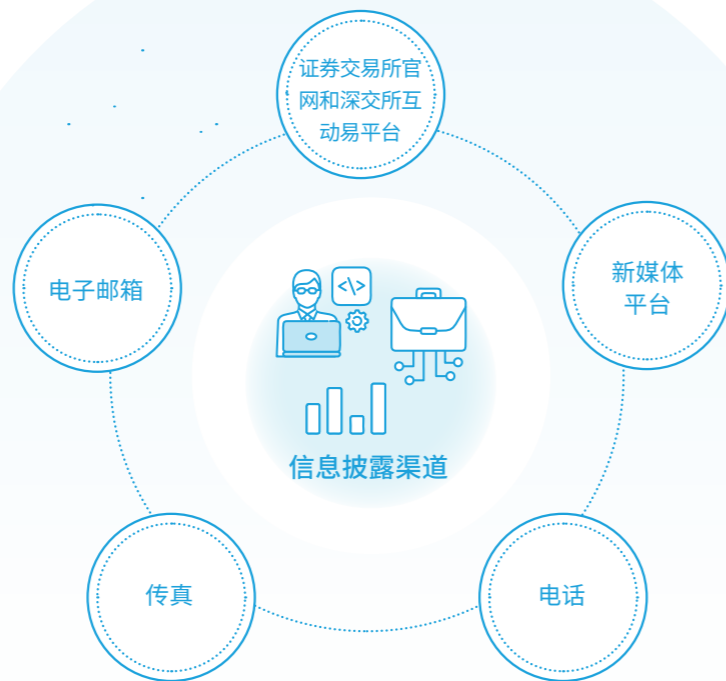 证券交易所官
网和深交所互
动易平台
电子邮箱
新媒体
平台
</>
信息披露渠道
传真
电话